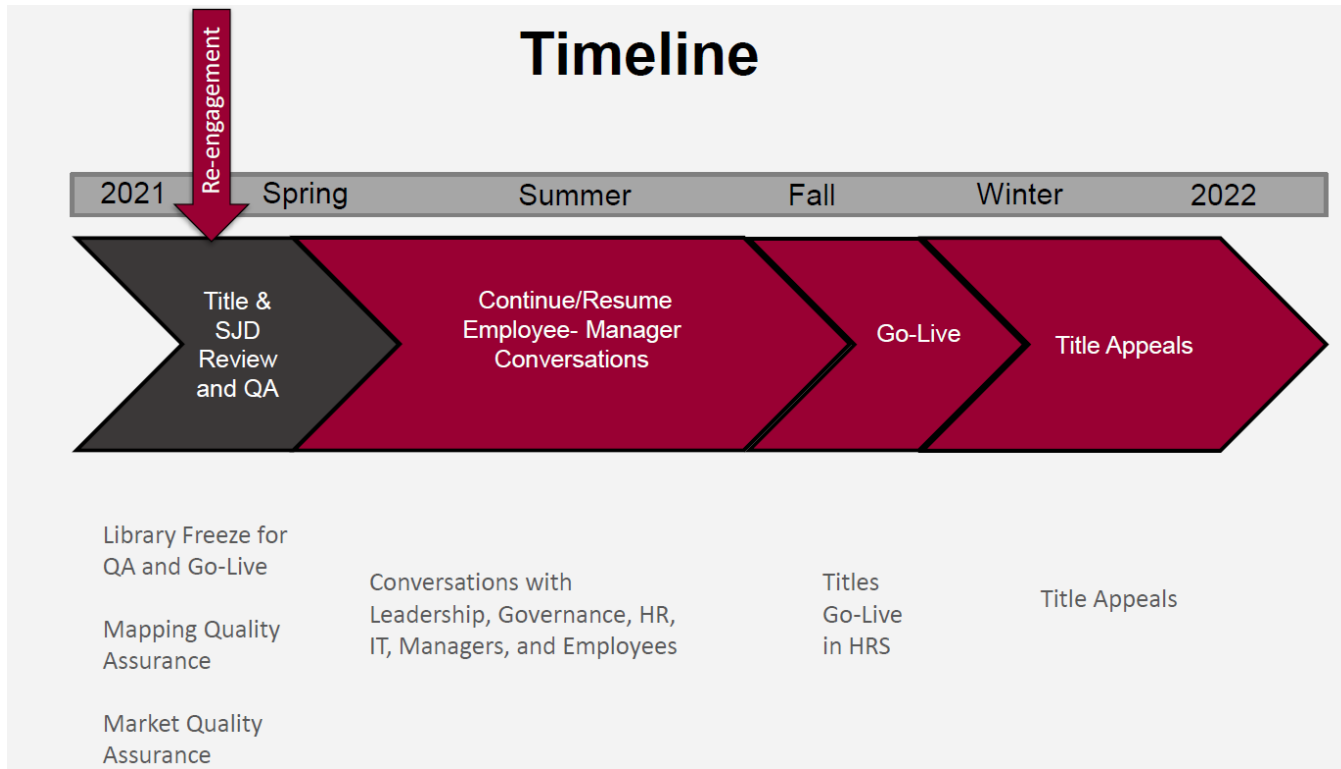 Timeline
Re-engagement
2021 Spring Summer Fall Winter 2022
Title &
SJD
Review
and QA
Continue/Resume
Employee- Manager
Conversations
Go-Live
Title Appeals
Library Freeze for
QA and Go-Live
Mapping Quality
Assurance
Market Quality
Assurance
Conversations with
Leadership, Governance, HR,
IT, Managers, and Employees
Titles
Go-Live
in HRS
Title Appeals